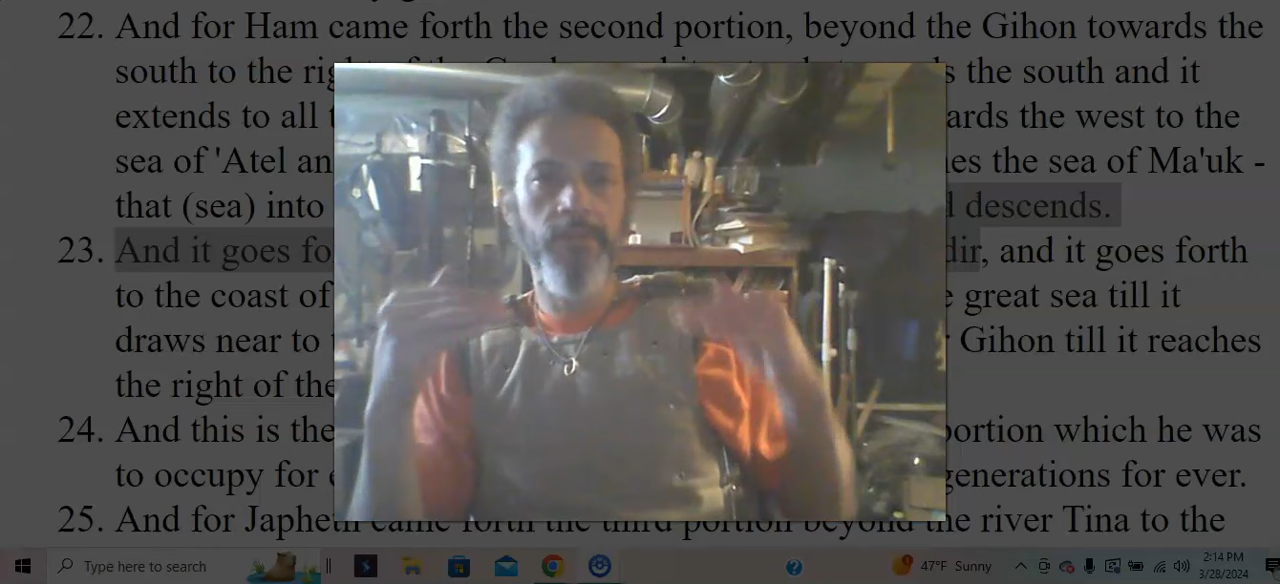 22. And for Ham came forth the second portion, beyond the Gihon towards the
south to the right of the s the south and it
extends to all ards the west to the
sea of 'Atel an es the sea of Ma'uk -
that (sea) into descends.
23. And it goes fo dir, and it goes forth
to the coast of great sea till it
draws near to Gihon till it reaches
the right of the
24. And this is the portion which he was
to occupy for generations for ever.
25. And for Japheth came forth the third portion beyond the river Tina to the
Type here to search
47°F Sunny
2:14 PM
3/28/2024